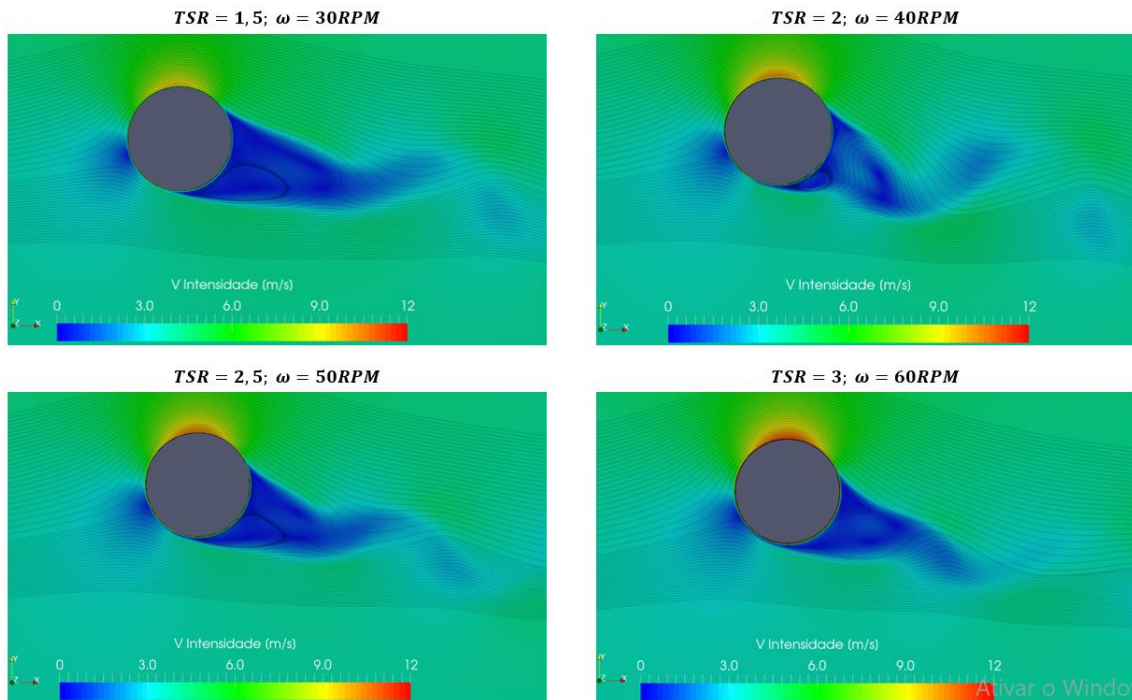 TSR = 1,5; ω = 30RPM
TSR = 2; ω = 40RPM
V Intensidade (m/s)
0 3.0 6.0 9.0 12
Y
Z X
V Intensidade (m/s)
0 3.0 6.0 9.0 12
Y
Z X
TSR = 2,5; ω = 50RPM
TSR = 3; ω = 60RPM
V Intensidade (m/s)
0 3.0 6.0 9.0 12
Y
Z X
V Intensidade (m/s)
0 3.0 6.0 9.0 12
Y
Z X
Ativar o Windo